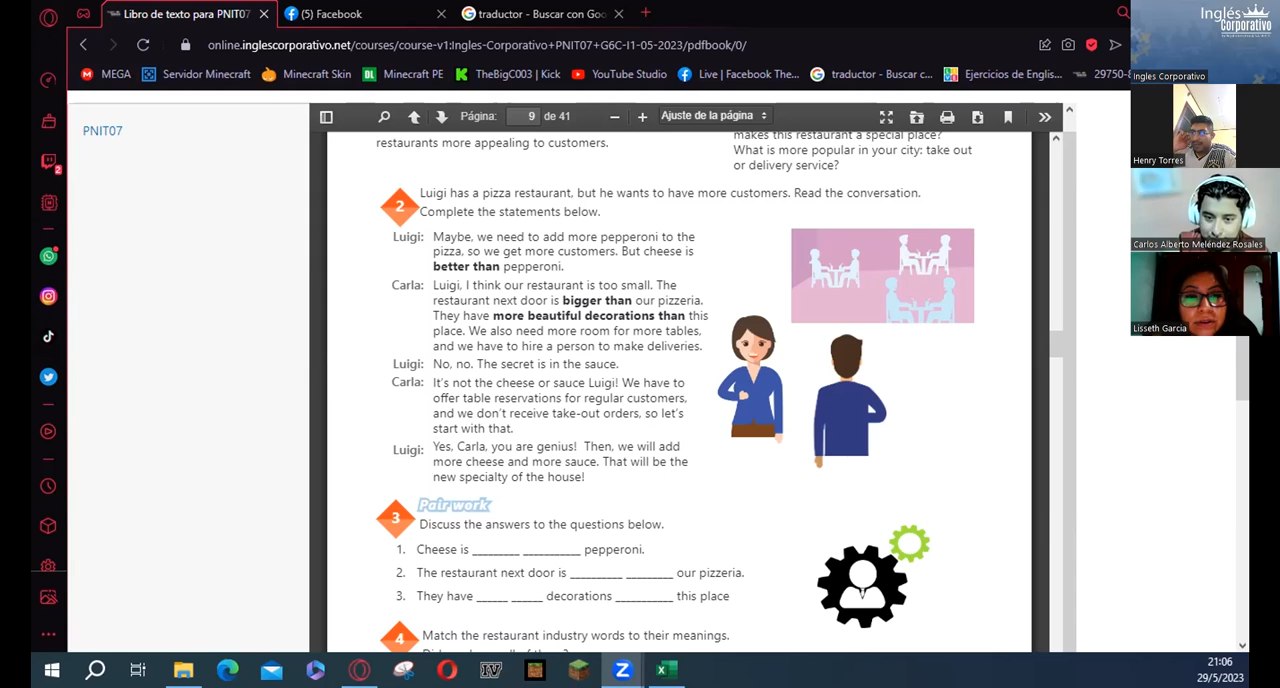 Libro de texto para PNIT07
(3) Facebook
traductor - Buscar con Goo
online.inglescorporativo.net/courses/course-v1:Ingles-Corporativo+PNIT07+G6C-I1-05-2023/pdfbook/0/
MEGA
Servidor Minecraft
Minecraft Skin
DL
Minecraft PE
TheBigC003 | Kick
YouTube Studio
Live | Facebook The...
traductor - Buscar c...
Ejercicios de Englis...
29750-8
PNIT07
Página:
9
de 41
Ajuste de la página
restaurants more appealing to customers.
makes this restaurant a special place?
What is more popular in your city: take out
or delivery service?
2
Luigi has a pizza restaurant, but he wants to have more customers. Read the conversation.
Complete the statements below.
Luigi: Maybe, we need to add more pepperoni to the
pizza, so we get more customers. But cheese is
better than pepperoni.
Carla: Luigi, I think our restaurant is too small. The
restaurant next door is bigger than our pizzeria.
They have more beautiful decorations than this
place. We also need more room for more tables,
and we have to hire a person to make deliveries.
Luigi: No, no. The secret is in the sauce.
Carla: It's not the cheese or sauce Luigi! We have to
offer table reservations for regular customers,
and we don't receive take-out orders, so let's
start with that.
Luigi: Yes, Carla, you are genius! Then, we will add
more cheese and more sauce. That will be the
new specialty of the house!
3
Pair work
Discuss the answers to the questions below.
1. Cheese is _________ ___________ pepperoni.
2. The restaurant next door is __________ _________ our pizzeria.
3. They have ______ ______ decorations ___________ this place
4
Match the restaurant industry words to their meanings.
Inglés
Corporativo
Ingles Corporativo
Henry Torres
Carlos Alberto Meléndez Rosales
Lisseth Garcia
2
IV
21:06
29/5/2023